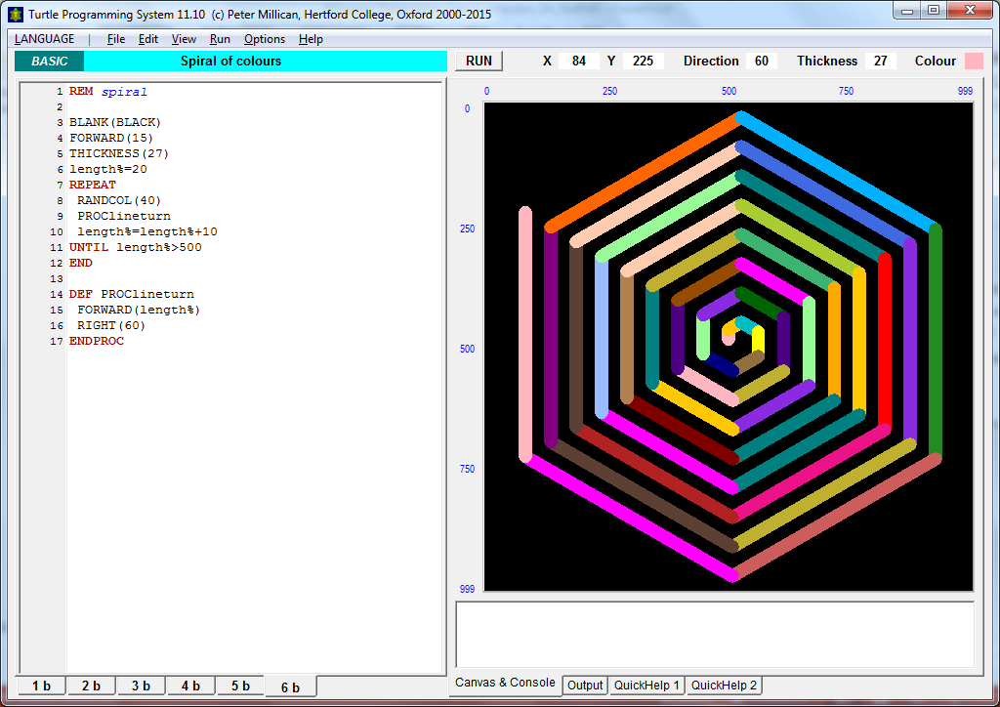 Turtle Programming System 11.10 (c) Peter Millican, Hertford College, Oxford 2000-2015
LANGUAGE | File Edit View Run Options Help
BASIC Spiral of colours
RUN X 84 Y 225 Direction 60 Thickness 27 Colour
1 REM spiral
2
3 BLANK(BLACK)
4 FORWARD(15)
5 THICKNESS(27)
6 length%=20
7 REPEAT
8 RANDCOL(40)
9 PROClineturn
10 length%=length%+10
11 UNTIL length%>500
12 END
13
14 DEF PROClineturn
15 FORWARD(length%)
16 RIGHT(60)
17 ENDPROC
0 250 500 750 999
0
250
500
750
999
1 b 2 b 3 b 4 b 5 b 6 b
Canvas & Console Output QuickHelp 1 QuickHelp 2